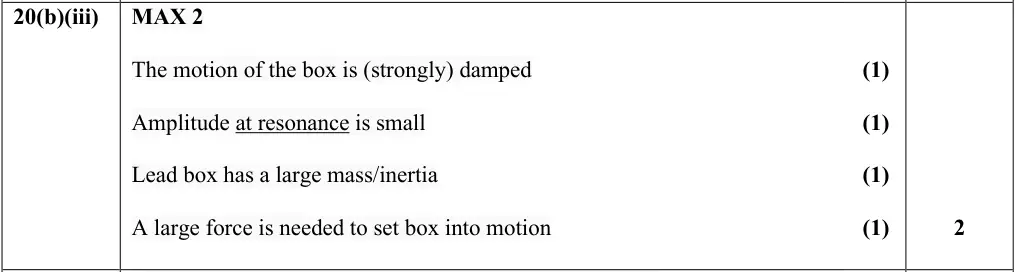 20(b)(iii) MAX 2
The motion of the box is (strongly) damped (1)
Amplitude at resonance is small (1)
Lead box has a large mass/inertia (1)
A large force is needed to set box into motion (1) 2